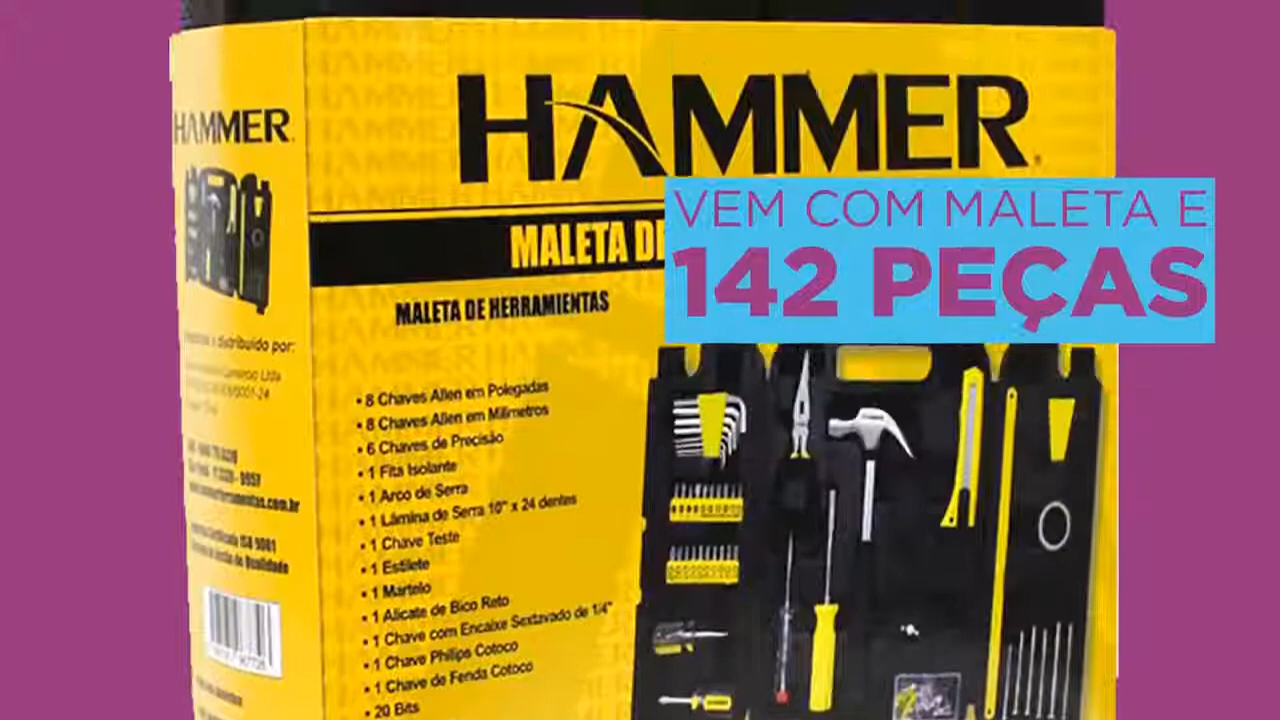 HAMMER
HAMMER
VEM COM MALETA E
142 PEÇAS
MALETA DE
MALETA DE HERRAMIENTAS
• 8 Chaves Allen em Polegadas
• 8 Chaves Allen em Milímetros
• 6 Chaves de Precisão
• 1 Fita Isolante
• 1 Arco de Serra
• 1 Lâmina de Serra 10" x 24 dentes
• 1 Chave Teste
• 1 Estilete
• 1 Martelo
• 1 Alicate de Bico Reto
• 1 Chave com Encaixe Sextavado de 1/4"
• 1 Chave Philips Cotoco
• 1 Chave de Fenda Cotoco
• 20 Bits
e distribuído por: